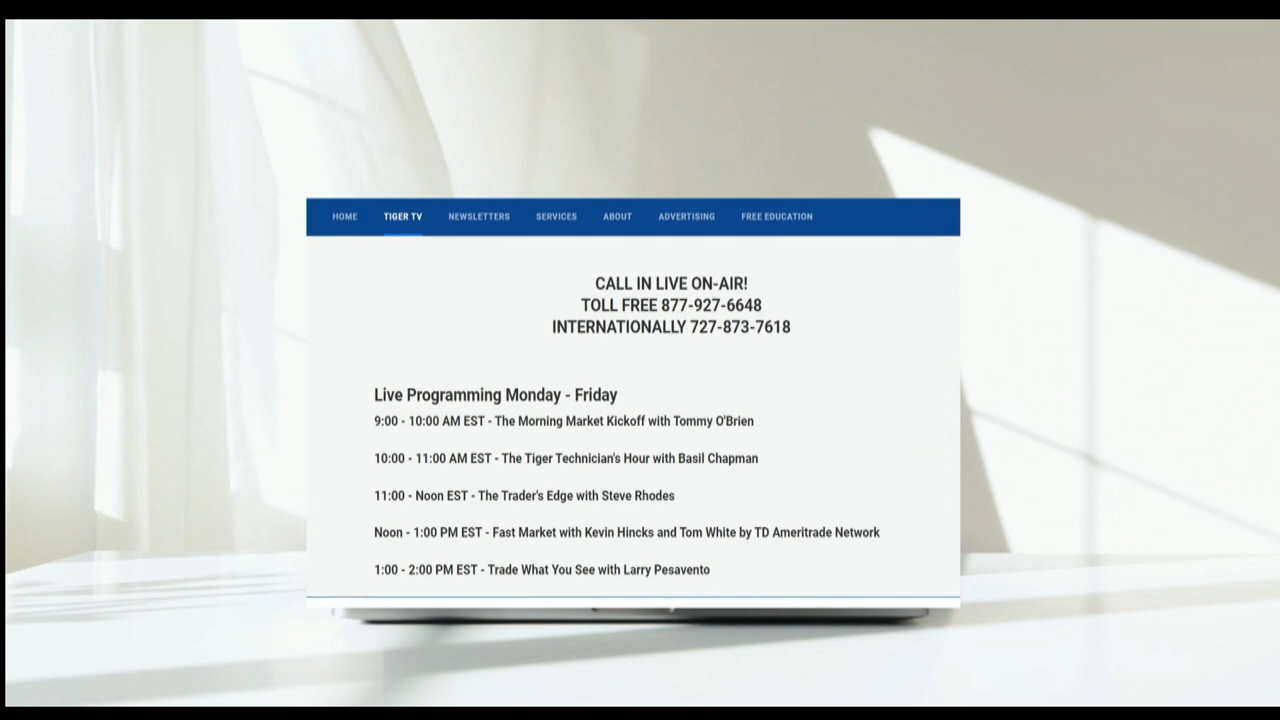 HOME TIGER TV NEWSLETTERS SERVICES ABOUT ADVERTISING FREE EDUCATION
CALL IN LIVE ON-AIR!
TOLL FREE 877-927-6648
INTERNATIONALLY 727-873-7618
Live Programming Monday - Friday
9:00 - 10:00 AM EST - The Morning Market Kickoff with Tommy O'Brien
10:00 - 11:00 AM EST - The Tiger Technician's Hour with Basil Chapman
11:00 - Noon EST - The Trader's Edge with Steve Rhodes
Noon - 1:00 PM EST - Fast Market with Kevin Hincks and Tom White by TD Ameritrade Network
1:00 - 2:00 PM EST - Trade What You See with Larry Pesavento